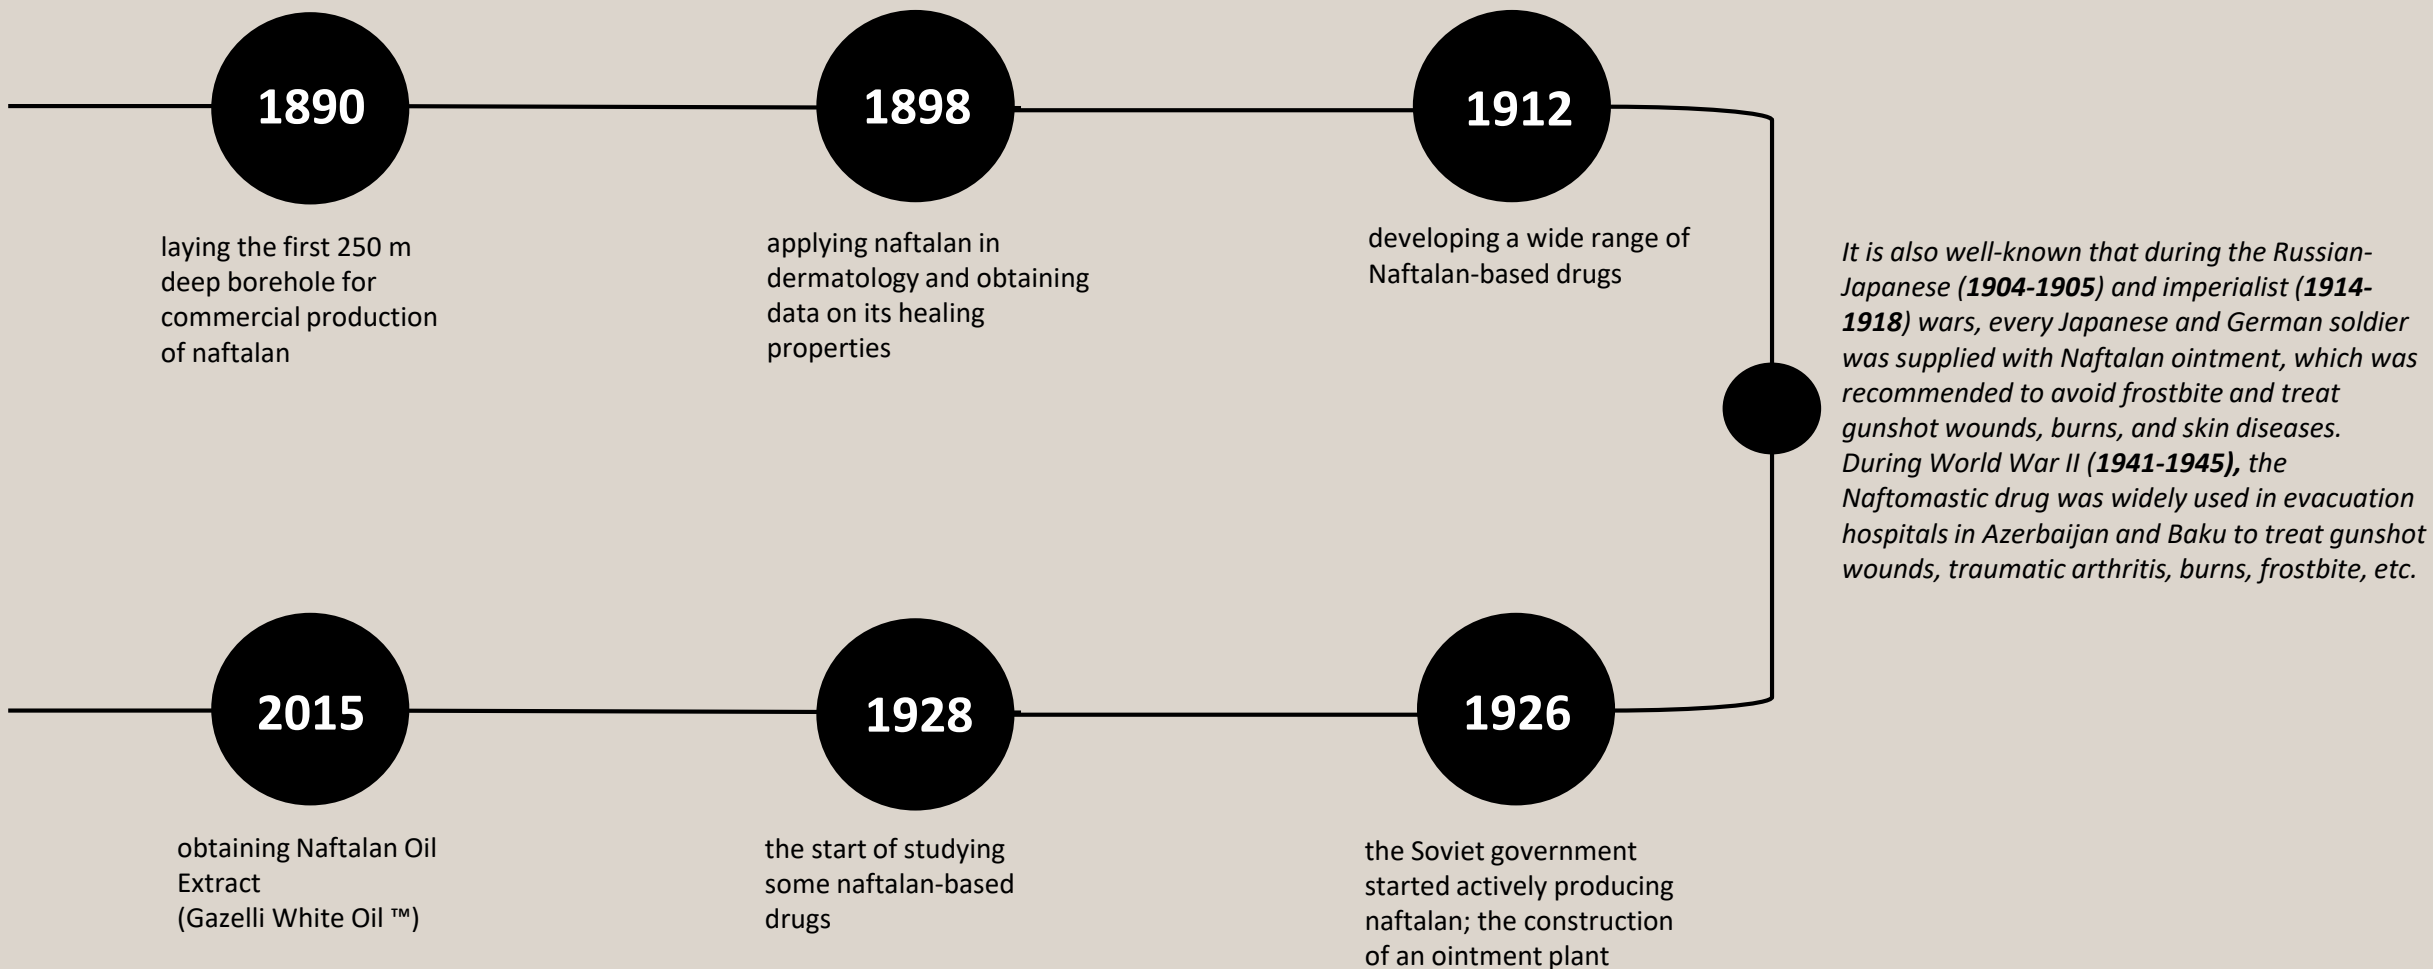 1890
laying the first 250 m
deep borehole for
commercial production
of naftalan
1898
applying naftalan in
dermatology and obtaining
data on its healing
properties
1912
developing a wide range of
Naftalan-based drugs
It is also well-known that during the Russian-
Japanese (1904-1905) and imperialist (1914-
1918) wars, every Japanese and German soldier
was supplied with Naftalan ointment, which was
recommended to avoid frostbite and treat
gunshot wounds, burns, and skin diseases.
During World War II (1941-1945), the
Naftomastic drug was widely used in evacuation
hospitals in Azerbaijan and Baku to treat gunshot
wounds, traumatic arthritis, burns, frostbite, etc.
1926
the Soviet government
started actively producing
naftalan; the construction
of an ointment plant
1928
the start of studying
some naftalan-based
drugs
2015
obtaining Naftalan Oil
Extract
(Gazelli White Oil ™)